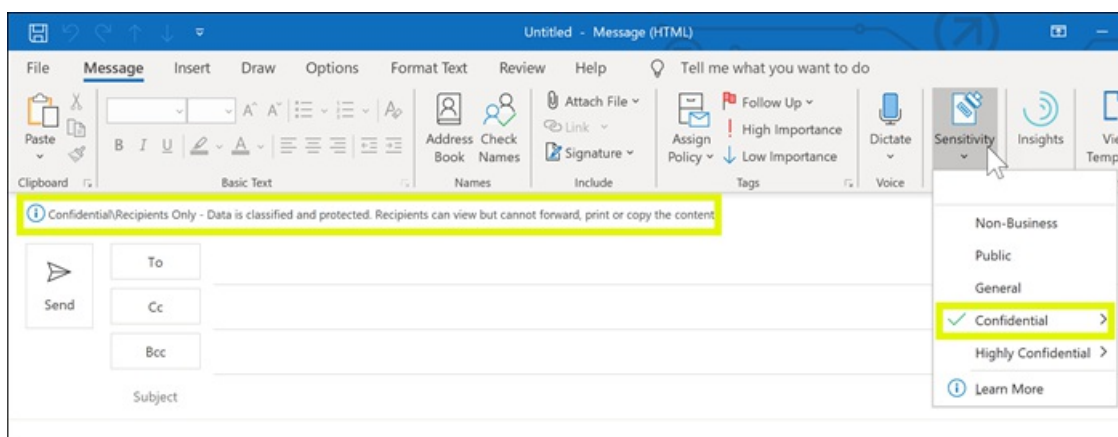 Untitled - Message (HTML)
File Message Insert Draw Options Format Text Review Help Tell me what you want to do
Paste
Clipboard
B I U A
Basic Text
Address Book
Check Names
Names
Attach File
Link
Signature
Include
Assign Policy
Follow Up
High Importance
Low Importance
Tags
Dictate
Voice
Sensitivity
Insights
Confidential\Recipients Only - Data is classified and protected. Recipients can view but cannot forward, print or copy the content
Send
To
Cc
Bcc
Subject
Non-Business
Public
General
Confidential
Highly Confidential
Learn More